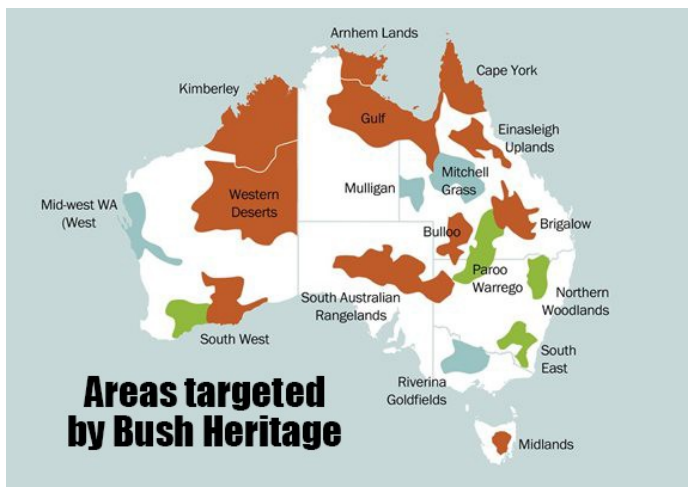 Arnhem Lands
Cape York
Kimberley
Gulf
Einasleigh
Uplands
Mitchell
Grass
Mulligan
Western
Deserts
Mid-west WA
(West
Bulloo
Brigalow
Paroo
Warrego
South Australian
Rangelands
Northern
Woodlands
South West
South
East
Riverina
Goldfields
Areas targeted
by Bush Heritage
Midlands